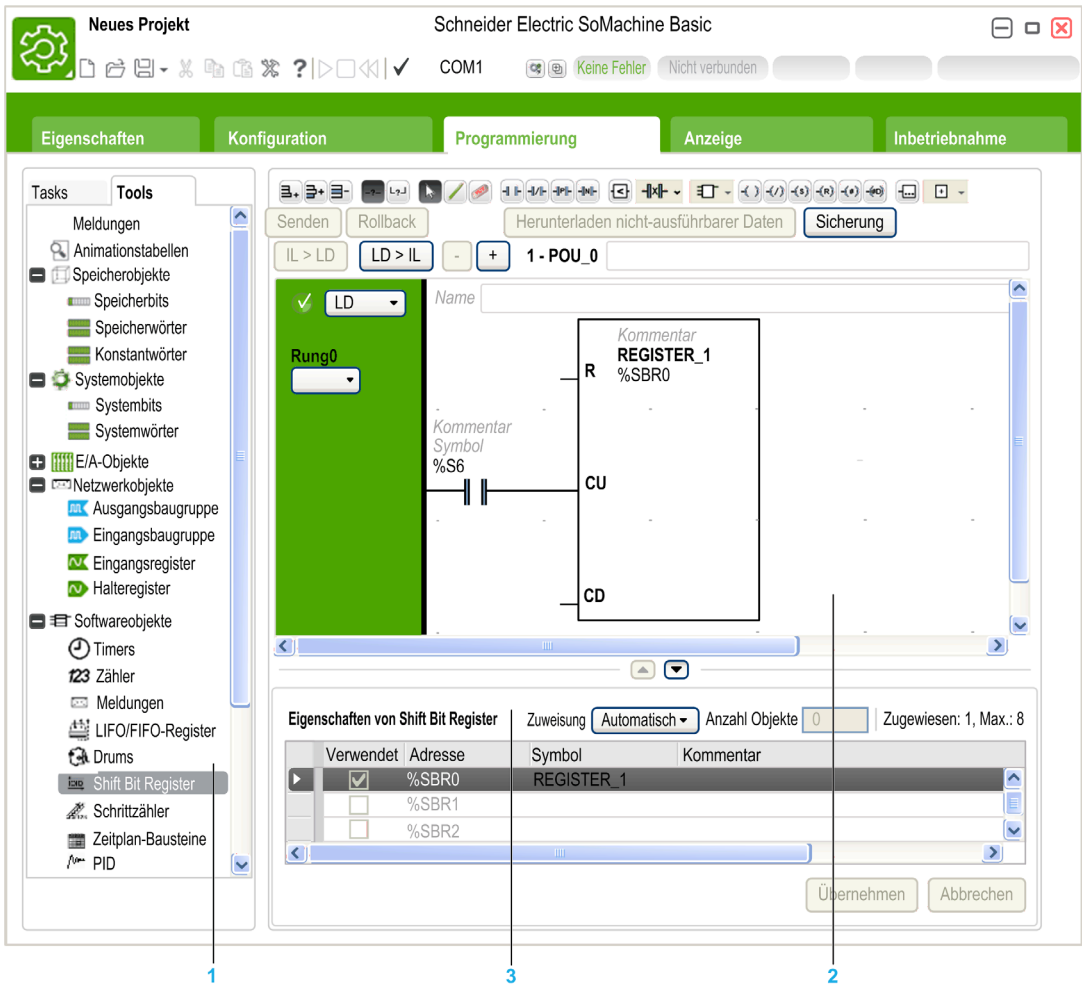 Neues Projekt
Schneider Electric SoMachine Basic
COM1
Keine Fehler
Nicht verbunden
Eigenschaften
Konfiguration
Programmierung
Anzeige
Inbetriebnahme
Tasks
Tools
Meldungen
Animationstabellen
Speicherobjekte
Speicherbits
Speicherwörter
Konstantwörter
Systemobjekte
Systembits
Systemwörter
E/A-Objekte
Netzwerkobjekte
Ausgangsbaugruppe
Eingangsbaugruppe
Eingangsregister
Halteregister
Softwareobjekte
Timers
123 Zähler
Meldungen
LIFO/FIFO-Register
Drums
Shift Bit Register
Schrittzähler
Zeitplan-Bausteine
PID
Senden
Rollback
Herunterladen nicht-ausführbarer Daten
Sicherung
IL > LD
LD > IL
-
+
1 - POU_0
LD
Name
Rung0
Kommentar
REGISTER_1
%SBR0
R
Kommentar
Symbol
%S6
CU
CD
Eigenschaften von Shift Bit Register
Zuweisung
Automatisch
Anzahl Objekte
0
Zugewiesen: 1, Max.: 8
Verwendet Adresse Symbol Kommentar
%SBR0 REGISTER_1
%SBR1
%SBR2
Übernehmen
Abbrechen
1
3
2